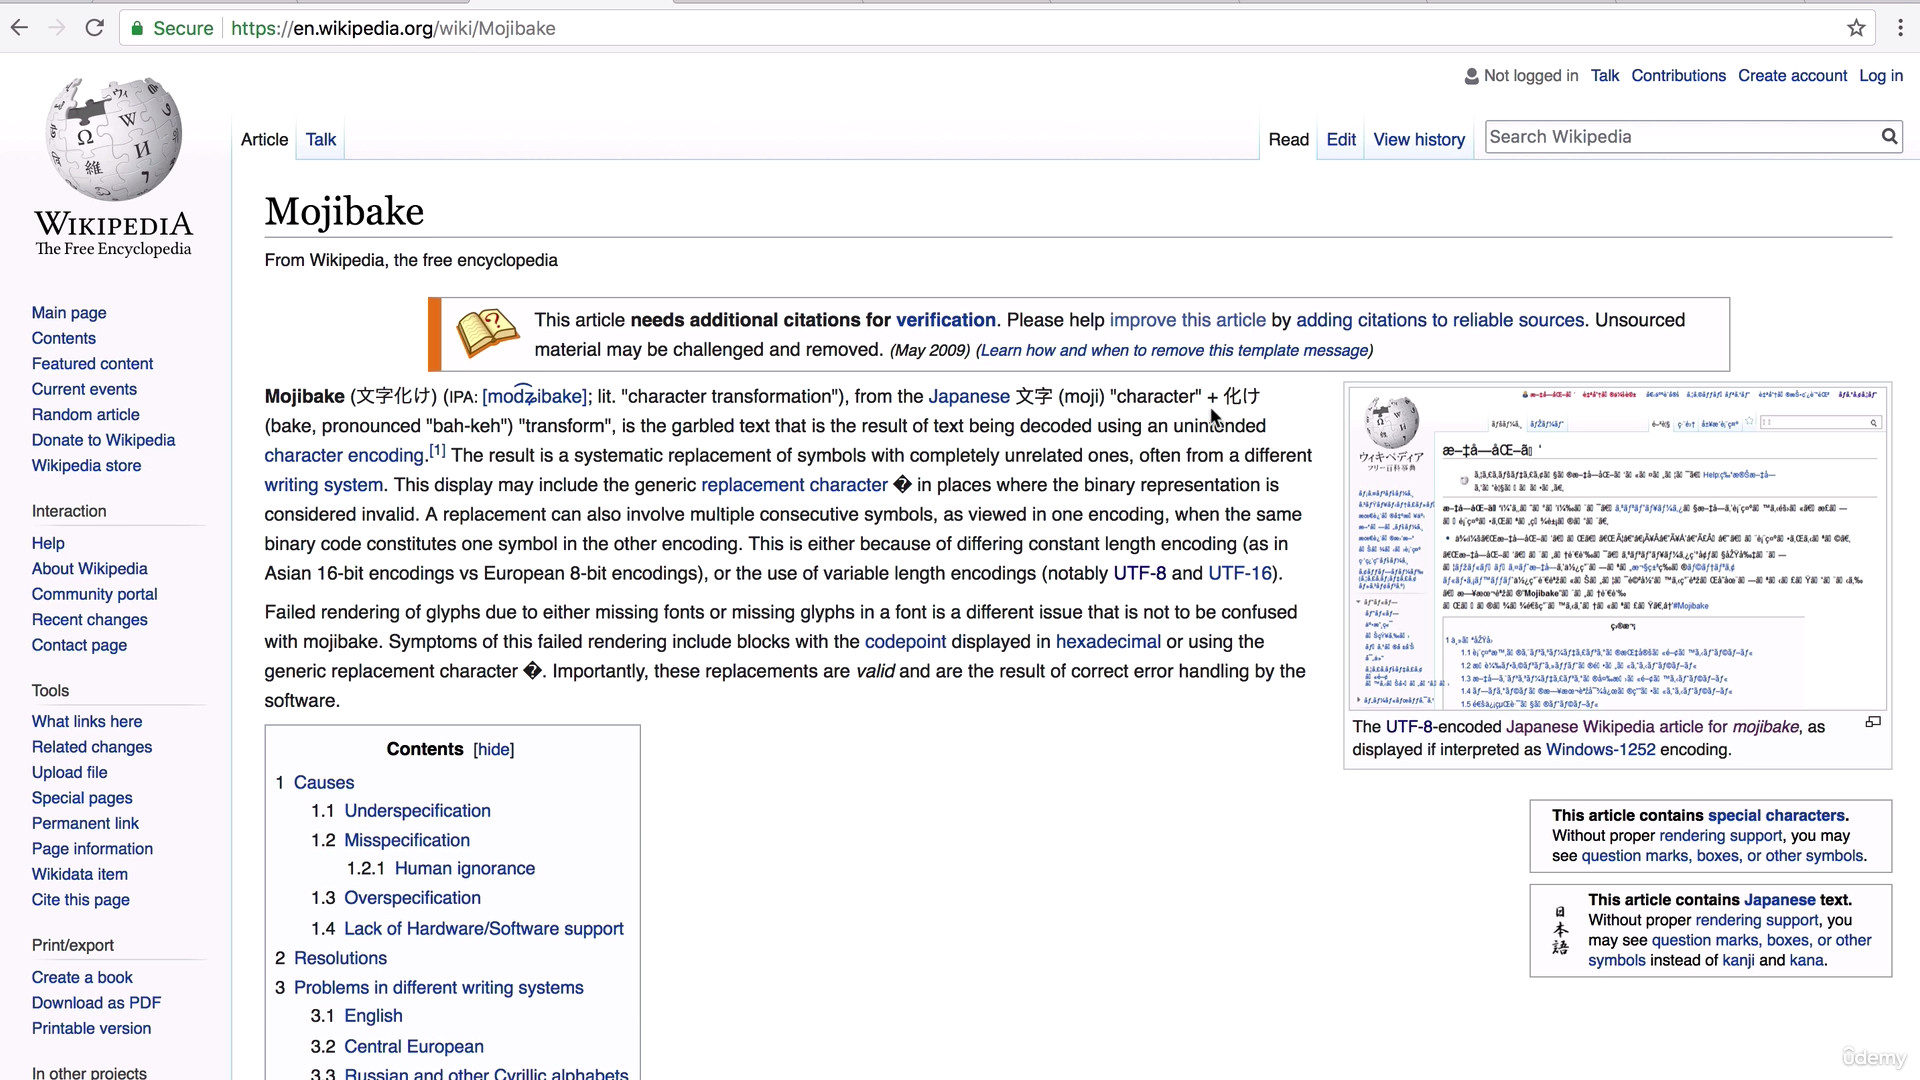 Secure https://en.wikipedia.org/wiki/Mojibake
Not logged in Talk Contributions Create account Log in
Article Talk Read Edit View history Search Wikipedia
WIKIPEDIA
The Free Encyclopedia
Main page
Contents
Featured content
Current events
Random article
Donate to Wikipedia
Wikipedia store
Interaction
Help
About Wikipedia
Community portal
Recent changes
Contact page
Tools
What links here
Related changes
Upload file
Special pages
Permanent link
Page information
Wikidata item
Cite this page
Print/export
Create a book
Download as PDF
Printable version
In other projects
Mojibake
From Wikipedia, the free encyclopedia
This article needs additional citations for verification. Please help improve this article by adding citations to reliable sources. Unsourced
material may be challenged and removed. (May 2009) (Learn how and when to remove this template message)
Mojibake (文字化け) (IPA: [mod͡ʑibake]; lit. "character transformation"), from the Japanese 文字 (moji) "character" + 化け
(bake, pronounced "bah-keh") "transform", is the garbled text that is the result of text being decoded using an unintended
character encoding.[1] The result is a systematic replacement of symbols with completely unrelated ones, often from a different
writing system. This display may include the generic replacement character � in places where the binary representation is
considered invalid. A replacement can also involve multiple consecutive symbols, as viewed in one encoding, when the same
binary code constitutes one symbol in the other encoding. This is either because of differing constant length encoding (as in
Asian 16-bit encodings vs European 8-bit encodings), or the use of variable length encodings (notably UTF-8 and UTF-16).
Failed rendering of glyphs due to either missing fonts or missing glyphs in a font is a different issue that is not to be confused
with mojibake. Symptoms of this failed rendering include blocks with the codepoint displayed in hexadecimal or using the
generic replacement character �. Importantly, these replacements are valid and are the result of correct error handling by the
software.
Contents [hide]
1 Causes
1.1 Underspecification
1.2 Misspecification
1.2.1 Human ignorance
1.3 Overspecification
1.4 Lack of Hardware/Software support
2 Resolutions
3 Problems in different writing systems
3.1 English
3.2 Central European
3.3 Russian and other Cyrillic alphabets
ウィキペディア
フリー百科事典
The UTF-8-encoded Japanese Wikipedia article for mojibake, as
displayed if interpreted as Windows-1252 encoding.
This article contains special characters.
Without proper rendering support, you may
see question marks, boxes, or other symbols.
日本語
This article contains Japanese text.
Without proper rendering support, you
may see question marks, boxes, or other
symbols instead of kanji and kana.
ûdemy